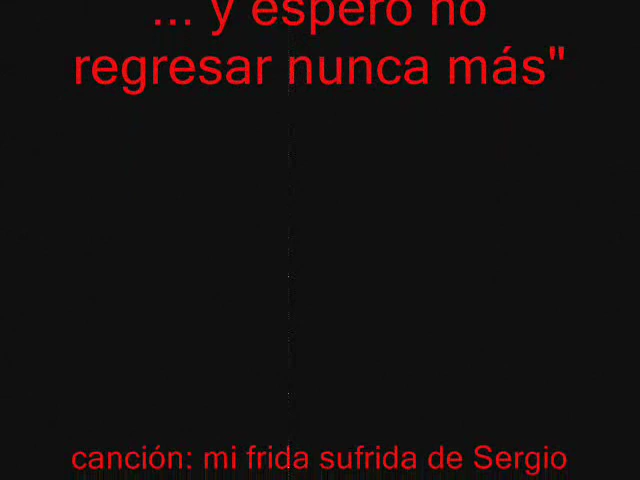 ... y espero no
regresar nunca más"
canción: mi frida sufrida de Sergio